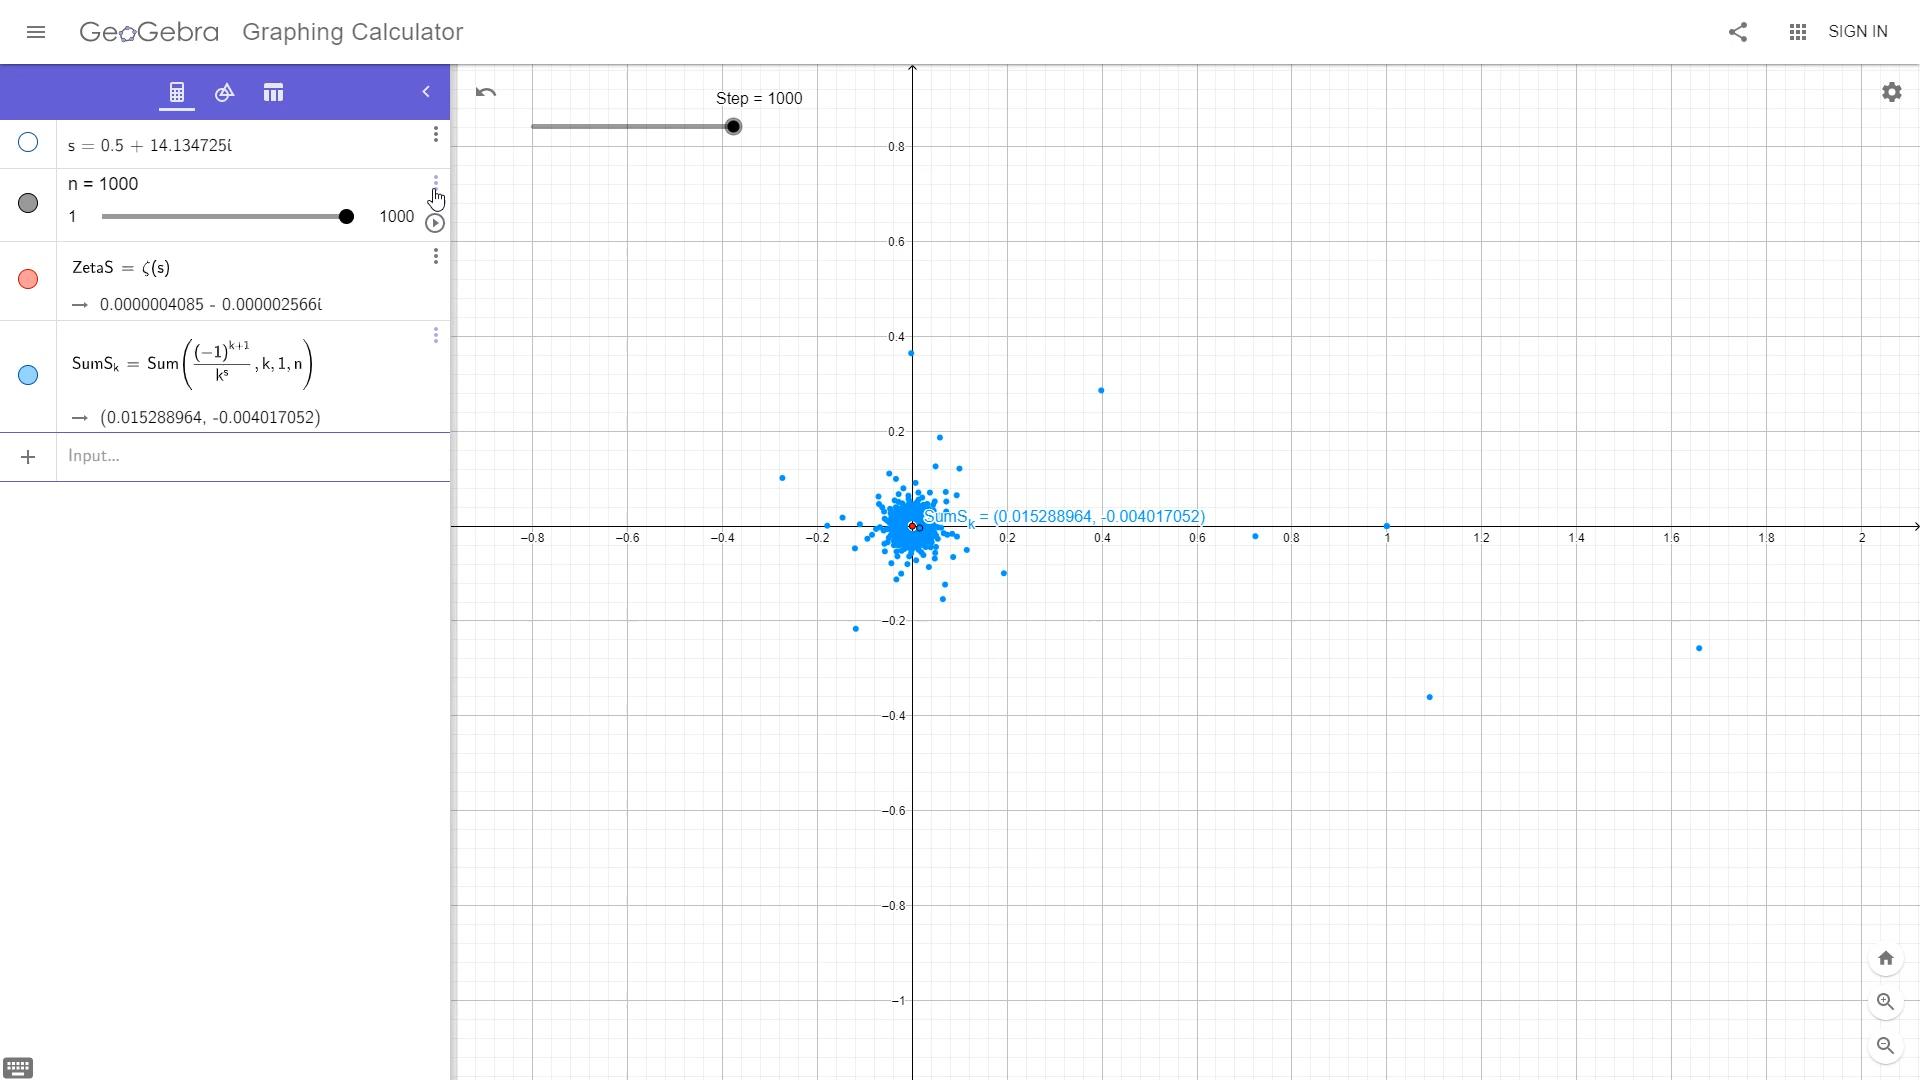 GeoGebra Graphing Calculator
SIGN IN
s = 0.5 + 14.134725i
n = 1000
1 1000
ZetaS = ζ(s)
→ 0.0000004085 - 0.000002566i
SumSₖ = Sum((−1)^(k+1)/k^s, k, 1, n)
→ (0.015288964, -0.004017052)
Input...
Step = 1000
0.8
0.6
0.4
0.2
SumSₖ = (0.015288964, -0.004017052)
−0.8 −0.6 −0.4 −0.2 0.2 0.4 0.6 0.8 1 1.2 1.4 1.6 1.8 2
−0.2
−0.4
−0.6
−0.8
−1